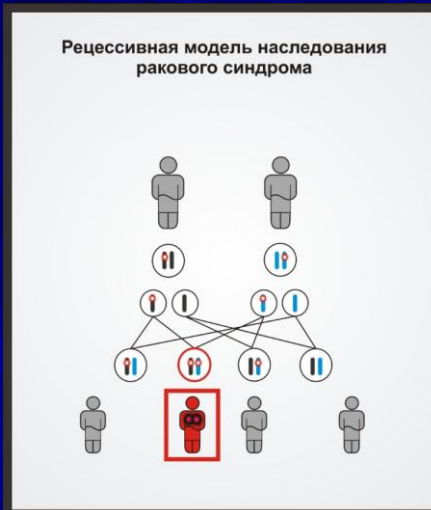 Рецессивная модель наследования
ракового синдрома